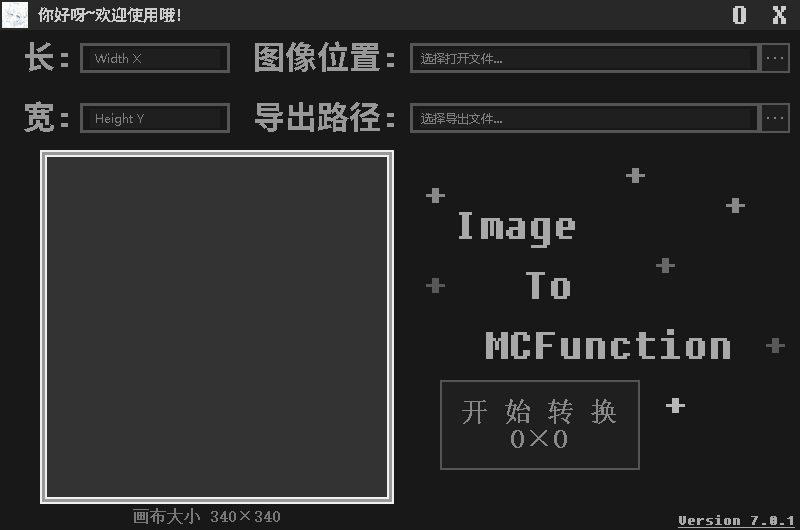 你好呀~欢迎使用哦! O X
长: Width X 图像位置: 选择打开文件... ...
宽: Height Y 导出路径: 选择导出文件... ...
Image
To
MCFunction
开 始 转 换
0×0
画布大小 340×340
Version 7.0.1